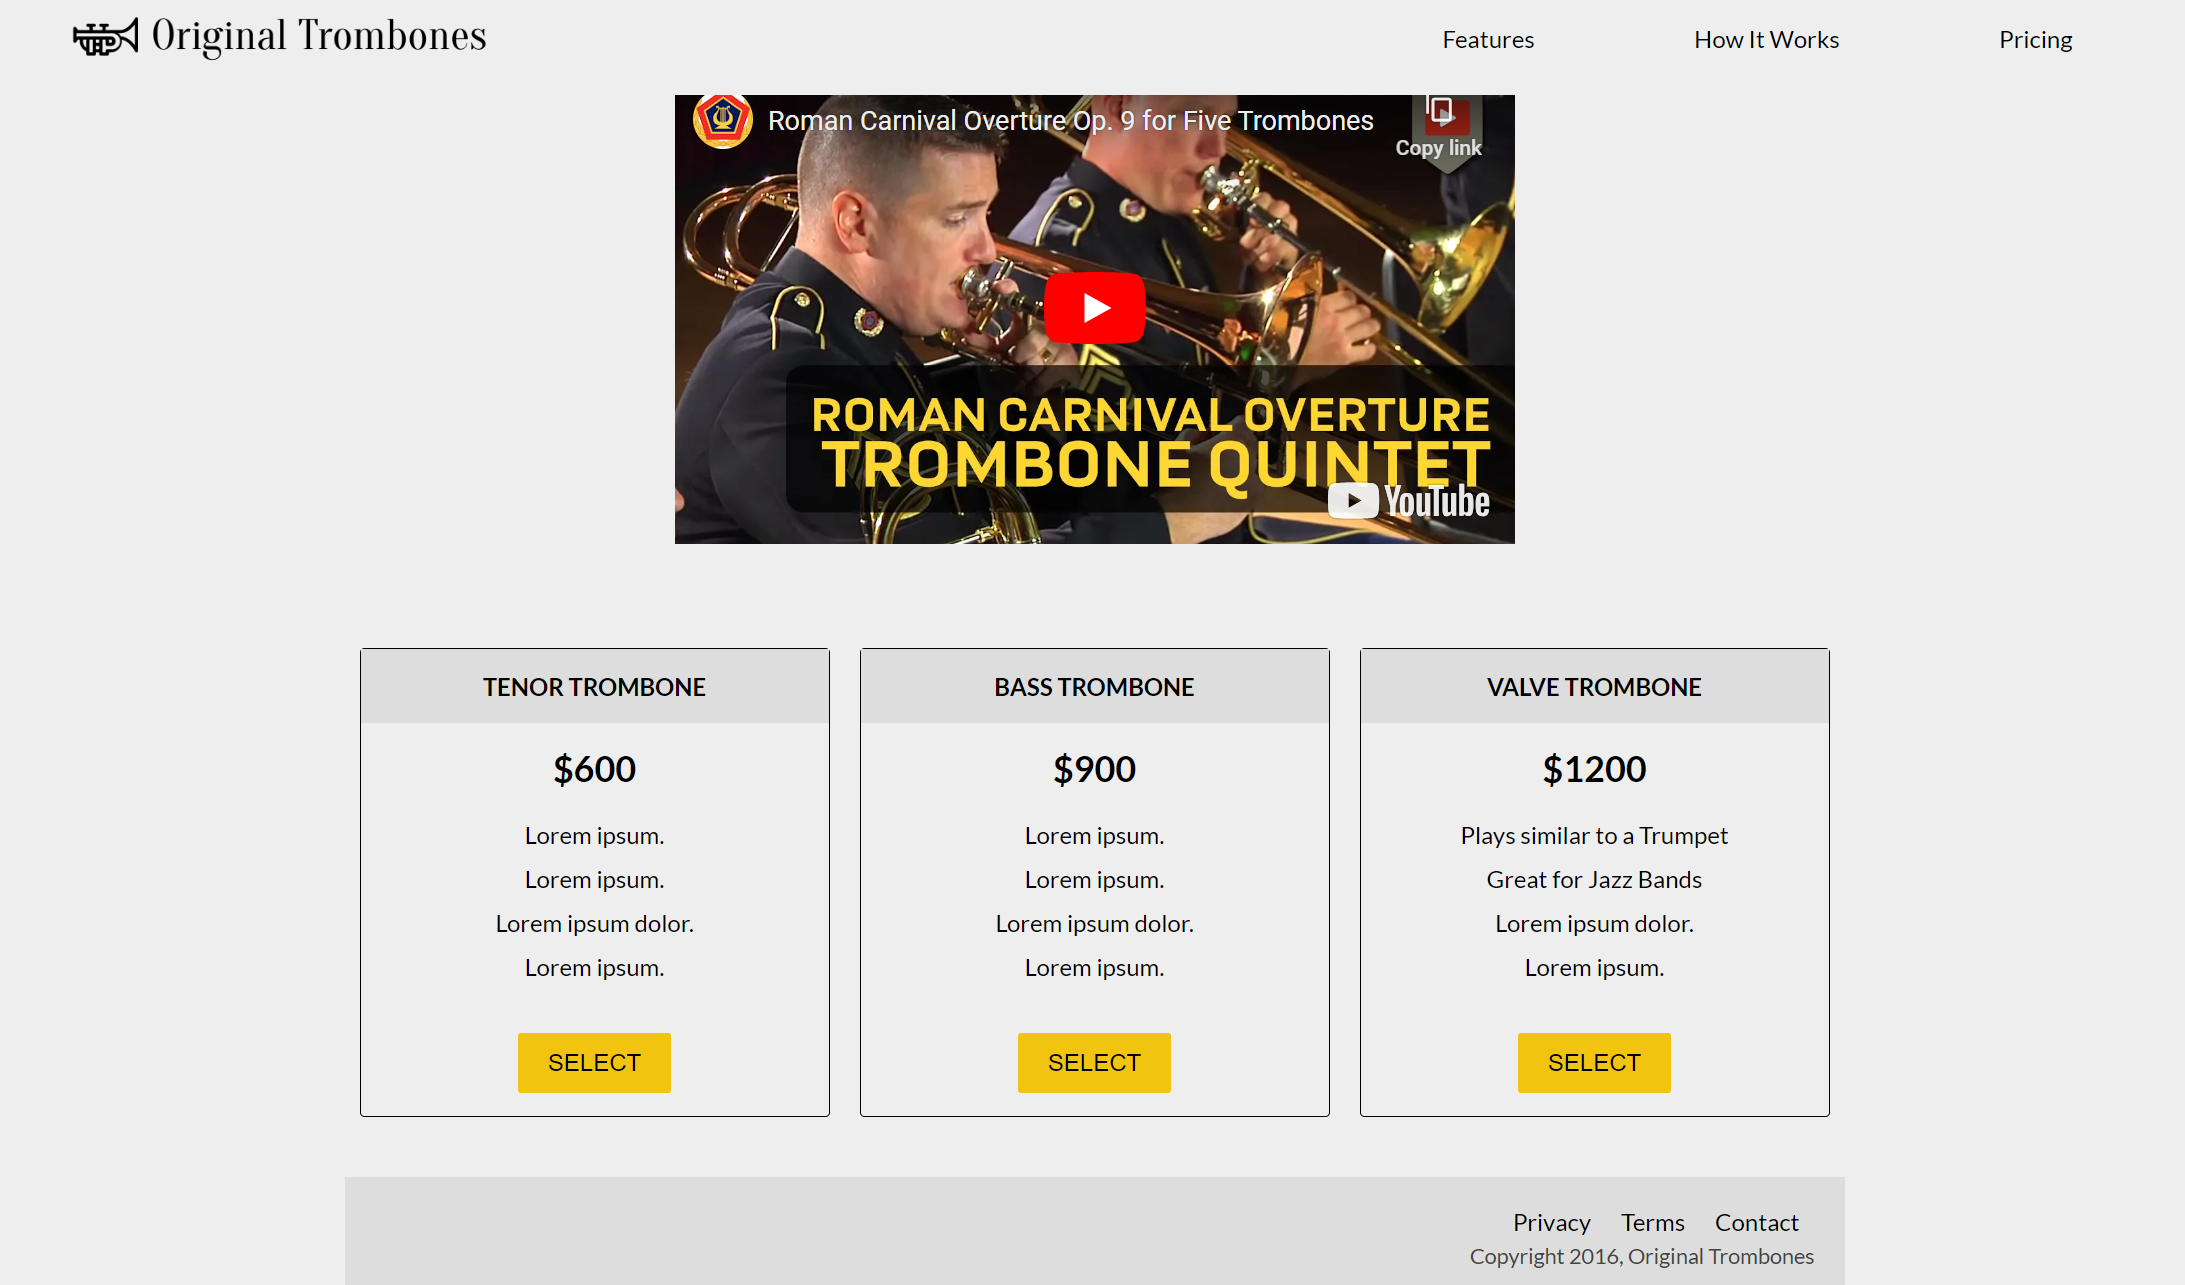 Original Trombones
Features
How It Works
Pricing
Roman Carnival Overture Op. 9 for Five Trombones
Copy link
ROMAN CARNIVAL OVERTURE
TROMBONE QUINTET
YouTube
TENOR TROMBONE
$600
Lorem ipsum.
Lorem ipsum.
Lorem ipsum dolor.
Lorem ipsum.
SELECT
BASS TROMBONE
$900
Lorem ipsum.
Lorem ipsum.
Lorem ipsum dolor.
Lorem ipsum.
SELECT
VALVE TROMBONE
$1200
Plays similar to a Trumpet
Great for Jazz Bands
Lorem ipsum dolor.
Lorem ipsum.
SELECT
Privacy
Terms
Contact
Copyright 2016, Original Trombones